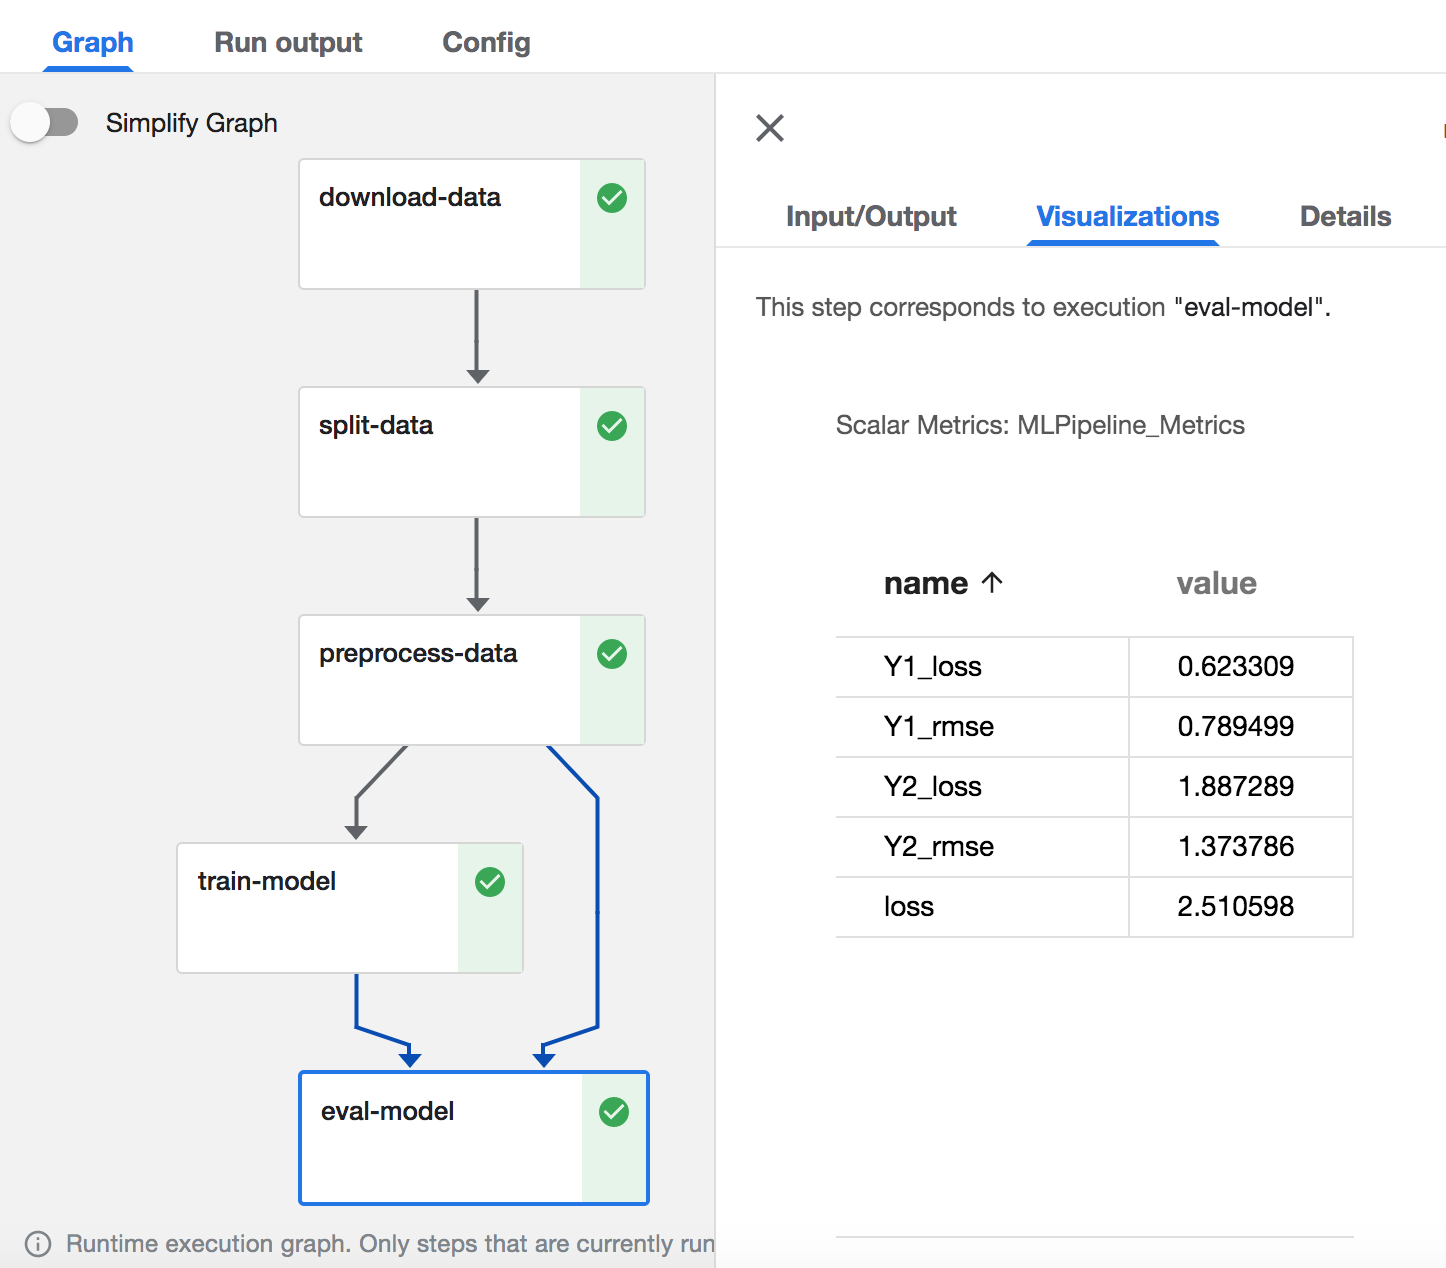 Graph Run output Config
Simplify Graph
download-data
split-data
preprocess-data
train-model
eval-model
Runtime execution graph. Only steps that are currently run
Input/Output Visualizations Details
This step corresponds to execution "eval-model".
Scalar Metrics: MLPipeline_Metrics
name ↑ value
Y1_loss 0.623309
Y1_rmse 0.789499
Y2_loss 1.887289
Y2_rmse 1.373786
loss 2.510598